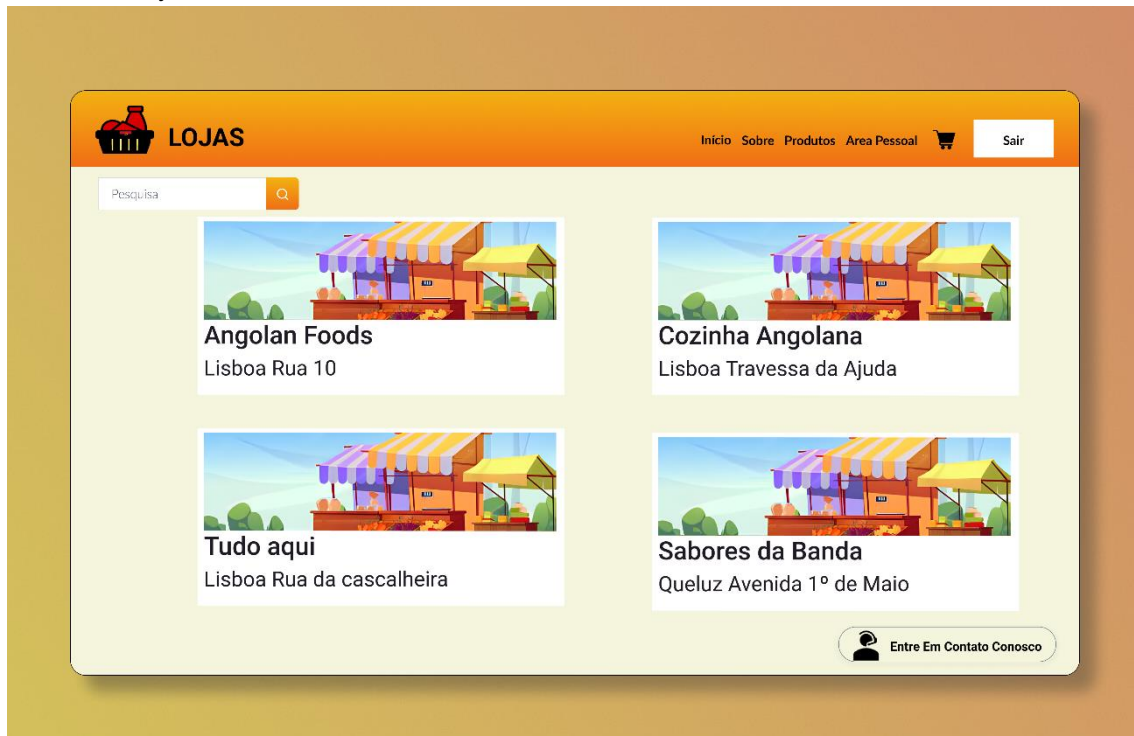 LOJAS
Início Sobre Produtos Area Pessoal Sair
Pesquisa
Angolan Foods
Lisboa Rua 10
Cozinha Angolana
Lisboa Travessa da Ajuda
Tudo aqui
Lisboa Rua da cascalheira
Sabores da Banda
Queluz Avenida 1º de Maio
Entre Em Contato Conosco